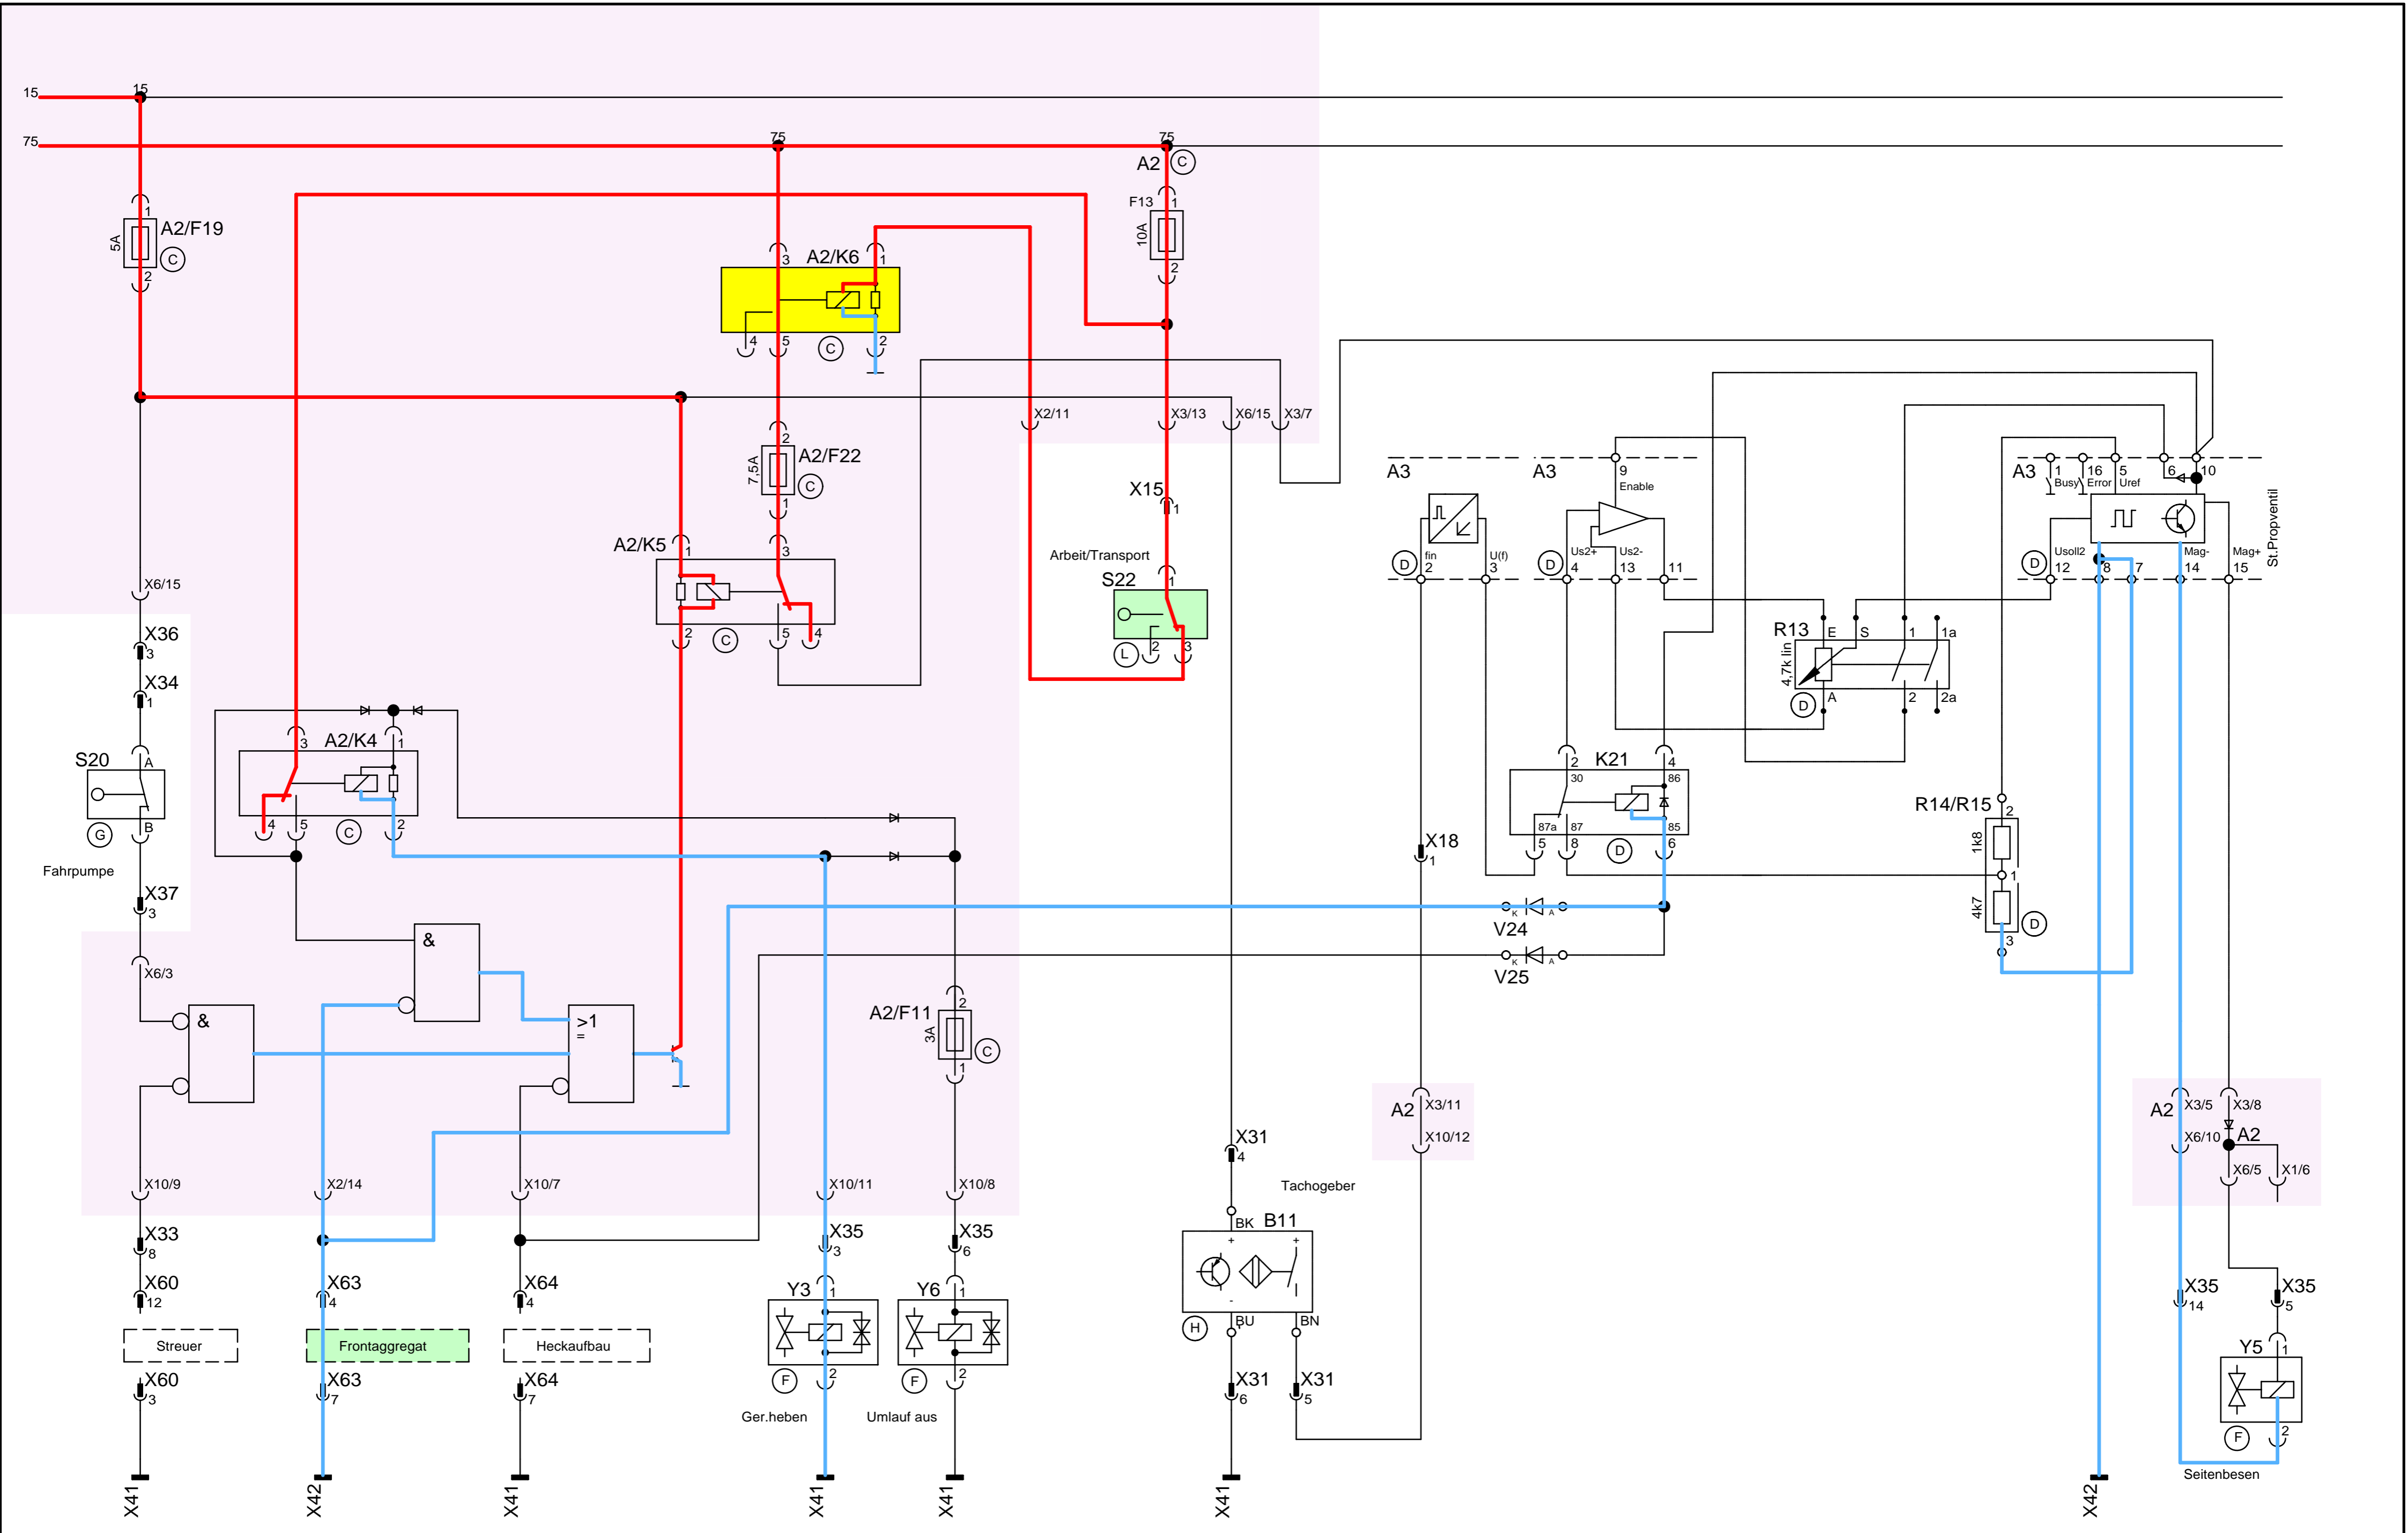 15
15
75
75
75
A2
C
1
A2/F19
5A
C
2
F13
1
10A
2
3
A2/K6
1
4
5
C
2
X2/11
X3/13
X6/15
X3/7
2
A2/F22
7,5A
C
1
A2/K5
1
3
2
C
5
4
X15
1
Arbeit/Transport
1
S22
L
2
3
X6/15
X36
3
X34
1
S20
A
G
B
Fahrpumpe
X37
3
X6/3
3
A2/K4
1
4
5
C
2
&
&
>1
=
2
A2/F11
3A
C
1
X10/9
X2/14
X10/7
X10/11
X10/8
X33
8
X35
3
X35
6
X60
12
X63
4
X64
4
Streuer
Frontaggregat
Heckaufbau
X60
3
X63
7
X64
7
Y3
1
F
2
Ger.heben
Y6
1
F
2
Umlauf aus
X41
X42
X41
X41
X41
X41
X42
A3
D
fin
2
U(f)
3
A3
9
Enable
D
Us2+
4
Us2-
13
11
A3
1
Busy
16
Error
5
Uref
6
10
D
Usoll2
12
8
7
Mag-
14
Mag+
15
St.Propventil
R13
E
S
1
1a
4,7k lin
D
A
2
2a
K21
2
30
4
86
87a
87
85
5
8
D
6
X18
1
R14/R15
2
1k8
1
4k7
D
3
K
A
V24
K
A
V25
A2
X3/11
X10/12
X31
4
Tachogeber
BK
B11
+
+
-
H
BU
BN
X31
6
X31
5
A2
X3/5
X3/8
X6/10
A2
X6/5
X1/6
X35
14
X35
5
Y5
1
F
2
Seitenbesen